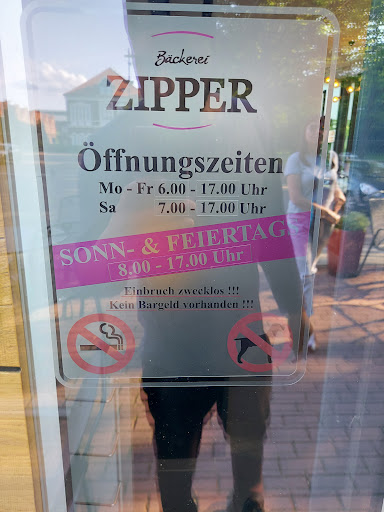 Bäckerei
ZIPPER
Öffnungszeiten
Mo - Fr 6.00 - 17.00 Uhr
Sa 7.00 - 17.00 Uhr
SONN- & FEIERTAGS
8.00 - 17.00 Uhr
Einbruch zwecklos !!!
Kein Bargeld vorhanden !!!